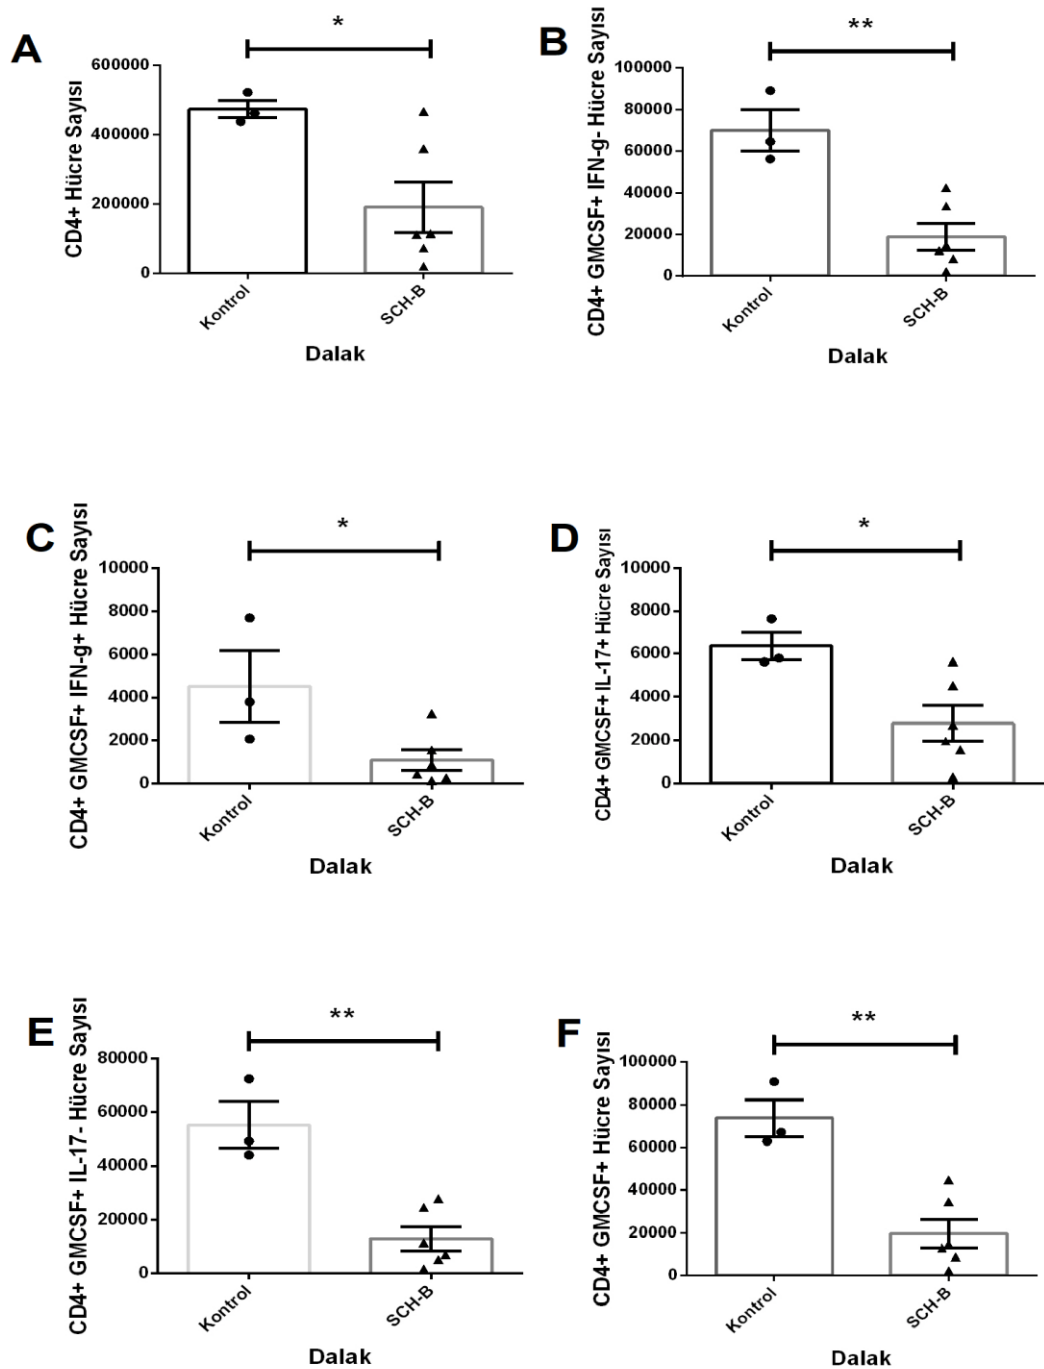 A
*
CD4+ Hücre Sayısı
600000
400000
200000
0
Kontrol
SCH-B
Dalak
B
**
CD4+ GMCSF+ IFN-g- Hücre Sayısı
100000
80000
60000
40000
20000
0
Kontrol
SCH-B
Dalak
C
*
CD4+ GMCSF+ IFN-g+ Hücre Sayısı
10000
8000
6000
4000
2000
0
Kontrol
SCH-B
Dalak
D
*
CD4+ GMCSF+ IL-17+ Hücre Sayısı
10000
8000
6000
4000
2000
0
Kontrol
SCH-B
Dalak
E
**
CD4+ GMCSF+ IL-17- Hücre Sayısı
80000
60000
40000
20000
0
Kontrol
SCH-B
Dalak
F
**
CD4+ GMCSF+ Hücre Sayısı
100000
80000
60000
40000
20000
0
Kontrol
SCH-B
Dalak